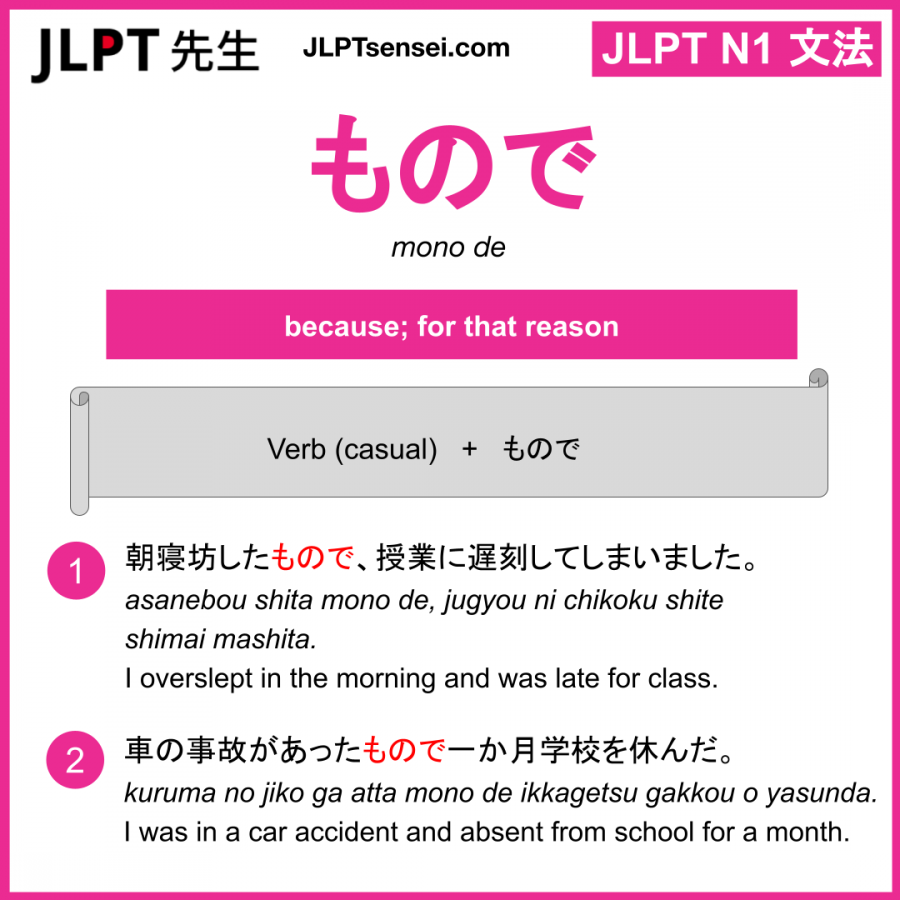 JLPT 先生
JLPTsensei.com
JLPT N1 文法
もので
mono de
because; for that reason
Verb (casual) + もので
1 朝寝坊したもので、授業に遅刻してしまいました。
asanebou shita mono de, jugyou ni chikoku shite
shimai mashita.
I overslept in the morning and was late for class.
2 車の事故があったもので一か月学校を休んだ。
kuruma no jiko ga atta mono de ikkagetsu gakkou o yasunda.
I was in a car accident and absent from school for a month.